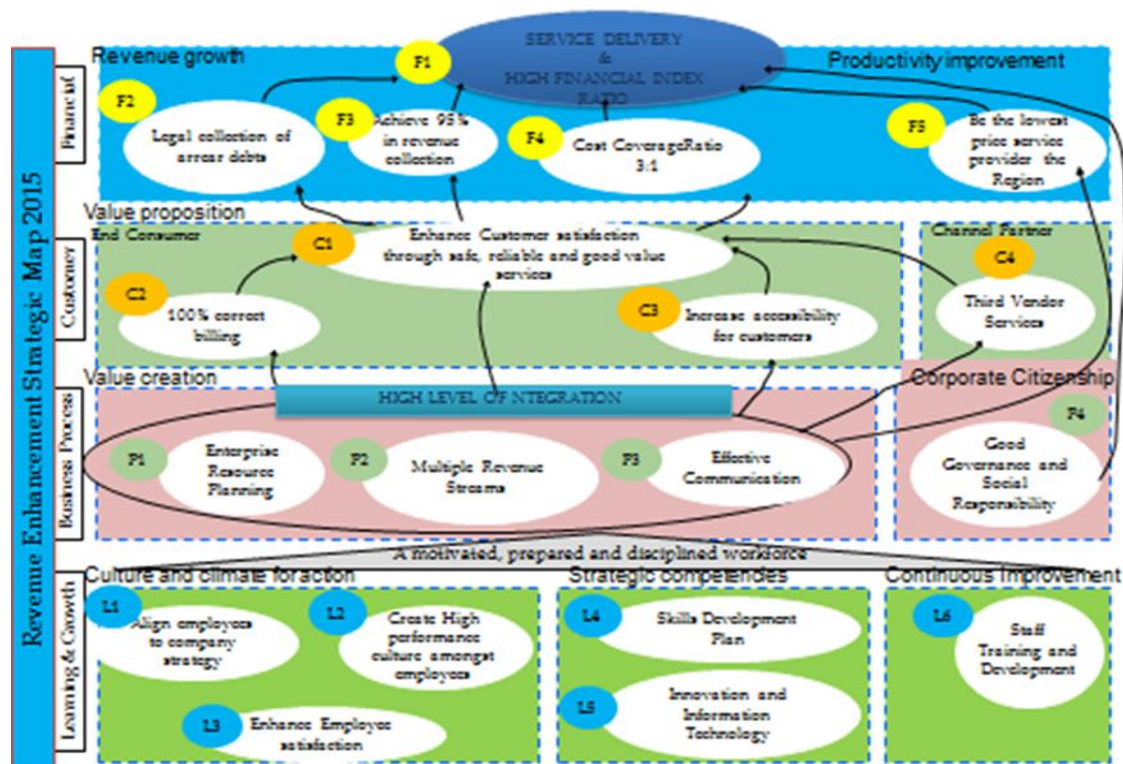 Revenue Enhancement Strategic Map 2015
Financial
Revenue growth
Productivity improvement
F1
SERVICE DELIVERY
&
HIGH FINANCIAL INDEX
RATIO
F2
Legal collection of
arrear debts
F3
Achieve 95%
in revenue
collection
F4
Cost CoverageRatio
3:1
F5
Be the lowest
price service
provider the
Region
Customer
Value proposition
End Consumer
Channel Partner
C1
Enhance Customer satisfaction
through safe, reliable and good value
services
C2
100% correct
billing
C3
Increase accessibility
for customers
C4
Third Vendor
Services
Business Process
Value creation
Corporate Citizenship
HIGH LEVEL OF NTEGRATION
P1
Enterprise
Resource
Planning
P2
Multiple Revenue
Streams
P3
Effective
Communication
P4
Good
Governance and
Social
Responsibility
A motivated, prepared and disciplined workforce
Learning & Growth
Culture and climate foraction
Strategic competencies
Continuous Improvement
L1
Align employees
to company
strategy
L2
Create High
performance
culture amongst
employees
L3
Enhance Employee
satisfaction
L4
Skills Development
Plan
L5
Innovation and
Information
Technology
L6
Staff
Training and
Development